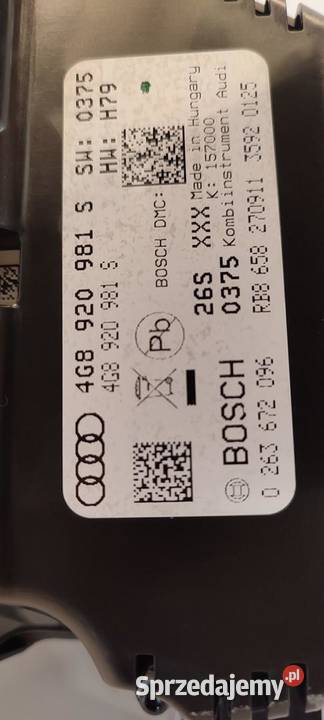 4G8 920 981 S SW: 0375
4G8 920 981 S HW: H79
BOSCH DMC:
Pb
26S XXX Made in Hungary
K: 157000
0375 Kombiinstrument Audi
BOSCH RB8 658 270911 3592 0125
0 263 672 096
Sprzedajemy.pl